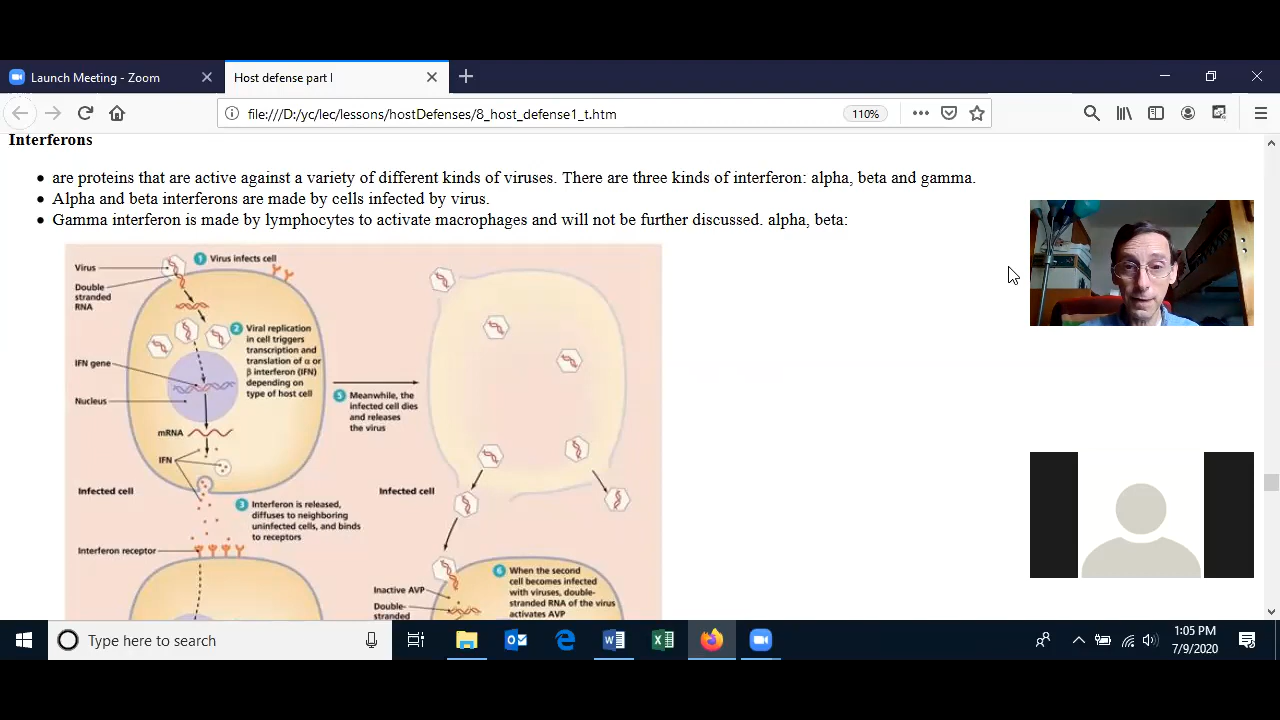 Launch Meeting - Zoom
Host defense part I
file:///D:/yc/lec/lessons/hostDefenses/8_host_defense1_t.htm
110%
Interferons
are proteins that are active against a variety of different kinds of viruses. There are three kinds of interferon: alpha, beta and gamma.
Alpha and beta interferons are made by cells infected by virus.
Gamma interferon is made by lymphocytes to activate macrophages and will not be further discussed. alpha, beta:
1 Virus infects cell
Virus
Double
stranded
RNA
2 Viral replication
in cell triggers
transcription and
translation of α or
β interferon (IFN)
depending on
type of host cell
IFN gene
Nucleus
5 Meanwhile, the
infected cell dies
and releases
the virus
mRNA
IFN
Infected cell
Infected cell
3 Interferon is released,
diffuses to neighboring
uninfected cells, and binds
to receptors
Interferon receptor
6 When the second
cell becomes infected
with viruses, double-
stranded RNA of the virus
activates AVP
Inactive AVP
Double-
stranded
Type here to search
1:05 PM
7/9/2020